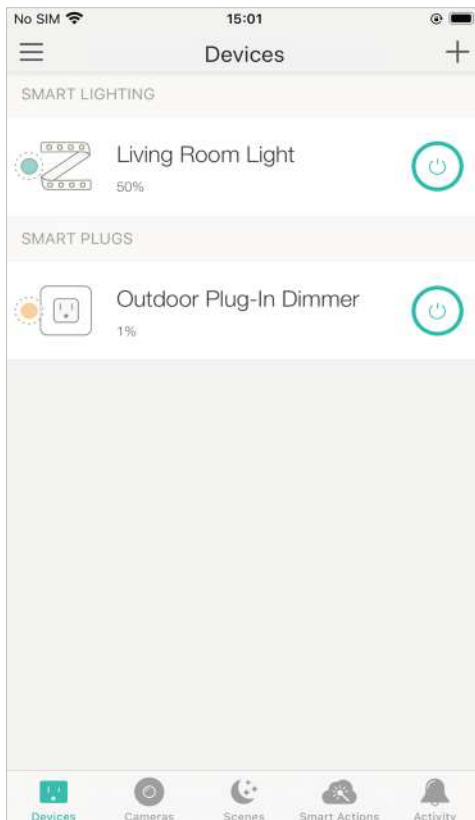 No SIM 15:01
Devices
SMART LIGHTING
Living Room Light
50%
SMART PLUGS
Outdoor Plug-In Dimmer
1%
Devices Cameras Scenes Smart Actions Activity